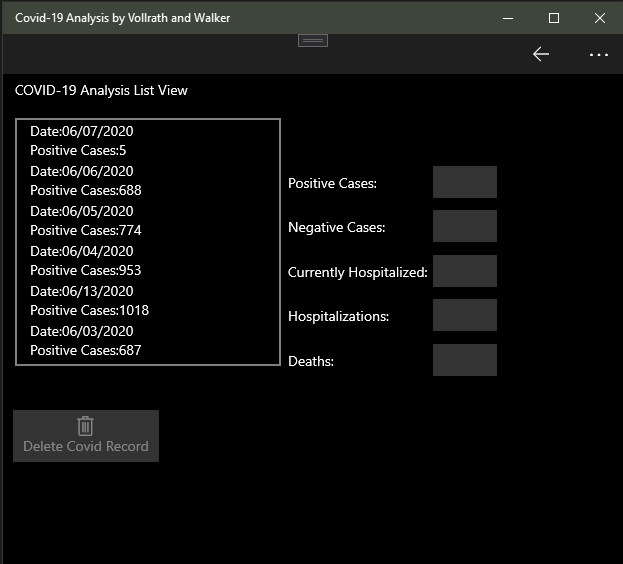 Covid-19 Analysis by Vollrath and Walker
COVID-19 Analysis List View
Date:06/07/2020
Positive Cases:5
Date:06/06/2020
Positive Cases:688
Date:06/05/2020
Positive Cases:774
Date:06/04/2020
Positive Cases:953
Date:06/13/2020
Positive Cases:1018
Date:06/03/2020
Positive Cases:687
Positive Cases:
Negative Cases:
Currently Hospitalized:
Hospitalizations:
Deaths:
Delete Covid Record